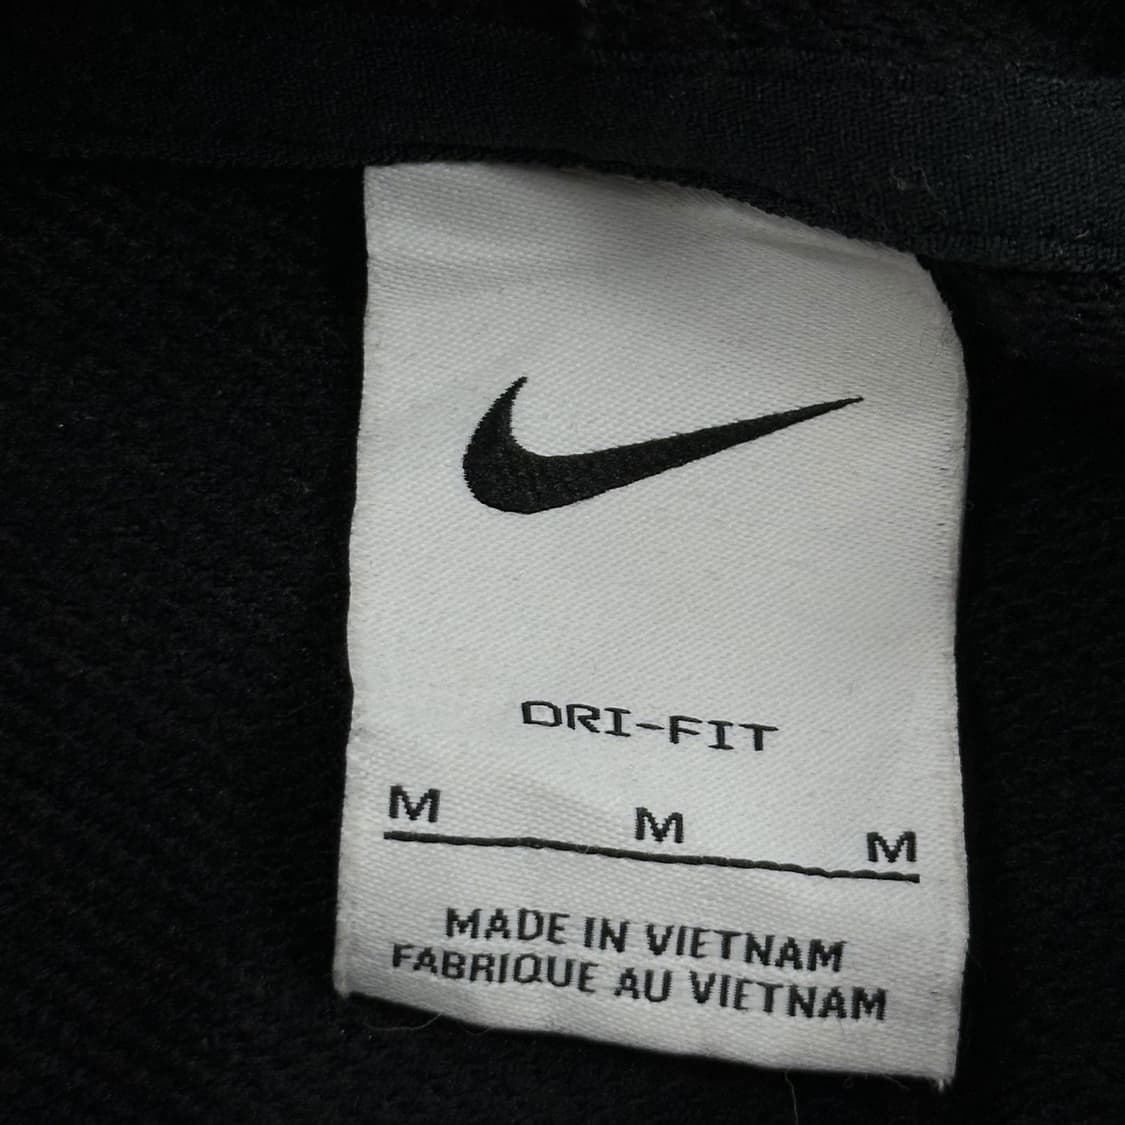 DRI-FIT
M M M
MADE IN VIETNAM
FABRIQUE AU VIETNAM